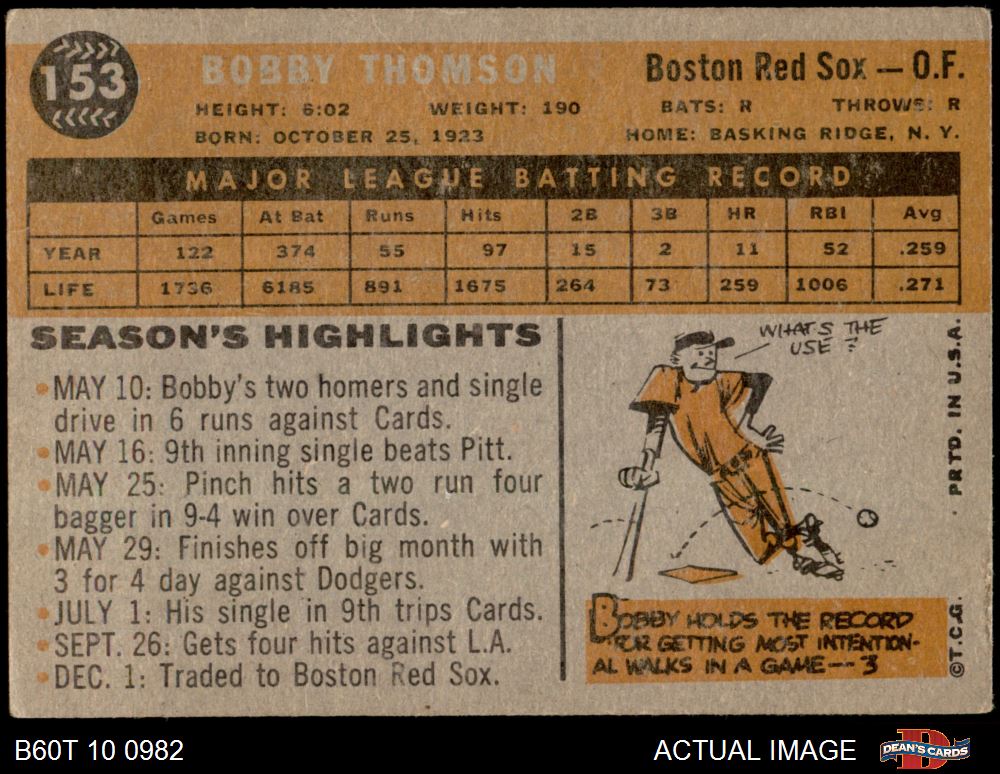 153
BOBBY THOMSON
Boston Red Sox — O.F.
HEIGHT: 6:02 WEIGHT: 190 BATS: R THROWS: R
BORN: OCTOBER 25, 1923 HOME: BASKING RIDGE, N. Y.
MAJOR LEAGUE BATTING RECORD
Games At Bat Runs Hits 2B 3B HR RBI Avg
YEAR 122 374 55 97 15 2 11 52 .259
LIFE 1736 6185 891 1675 264 73 259 1006 .271
SEASON'S HIGHLIGHTS
• MAY 10: Bobby's two homers and single
drive in 6 runs against Cards.
• MAY 16: 9th inning single beats Pitt.
• MAY 25: Pinch hits a two run four
bagger in 9-4 win over Cards.
• MAY 29: Finishes off big month with
3 for 4 day against Dodgers.
• JULY 1: His single in 9th trips Cards.
• SEPT. 26: Gets four hits against L.A.
• DEC. 1: Traded to Boston Red Sox.
WHAT'S THE
USE?
BOBBY HOLDS THE RECORD
FOR GETTING MOST INTENTION-
AL WALKS IN A GAME -- 3
©T.C.G. PRTD. IN U.S.A.
B60T 10 0982
ACTUAL IMAGE
DEAN'S CARDS